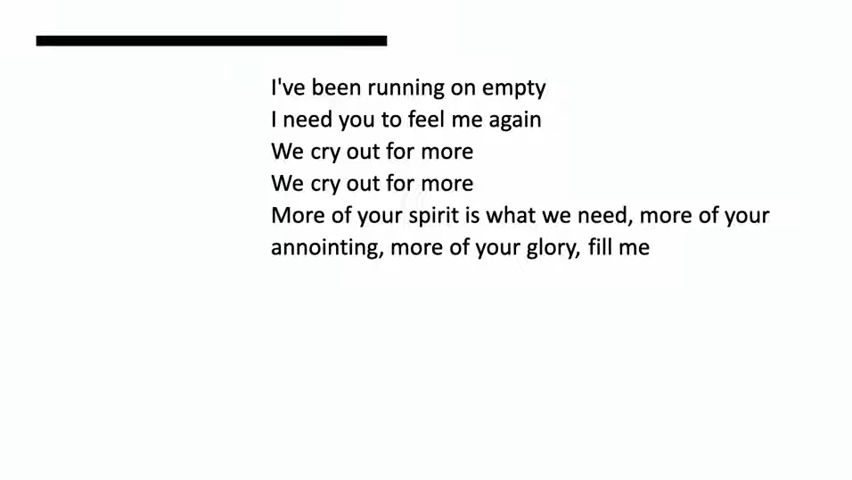 I've been running on empty
I need you to feel me again
We cry out for more
We cry out for more
More of your spirit is what we need, more of your
annointing, more of your glory, fill me